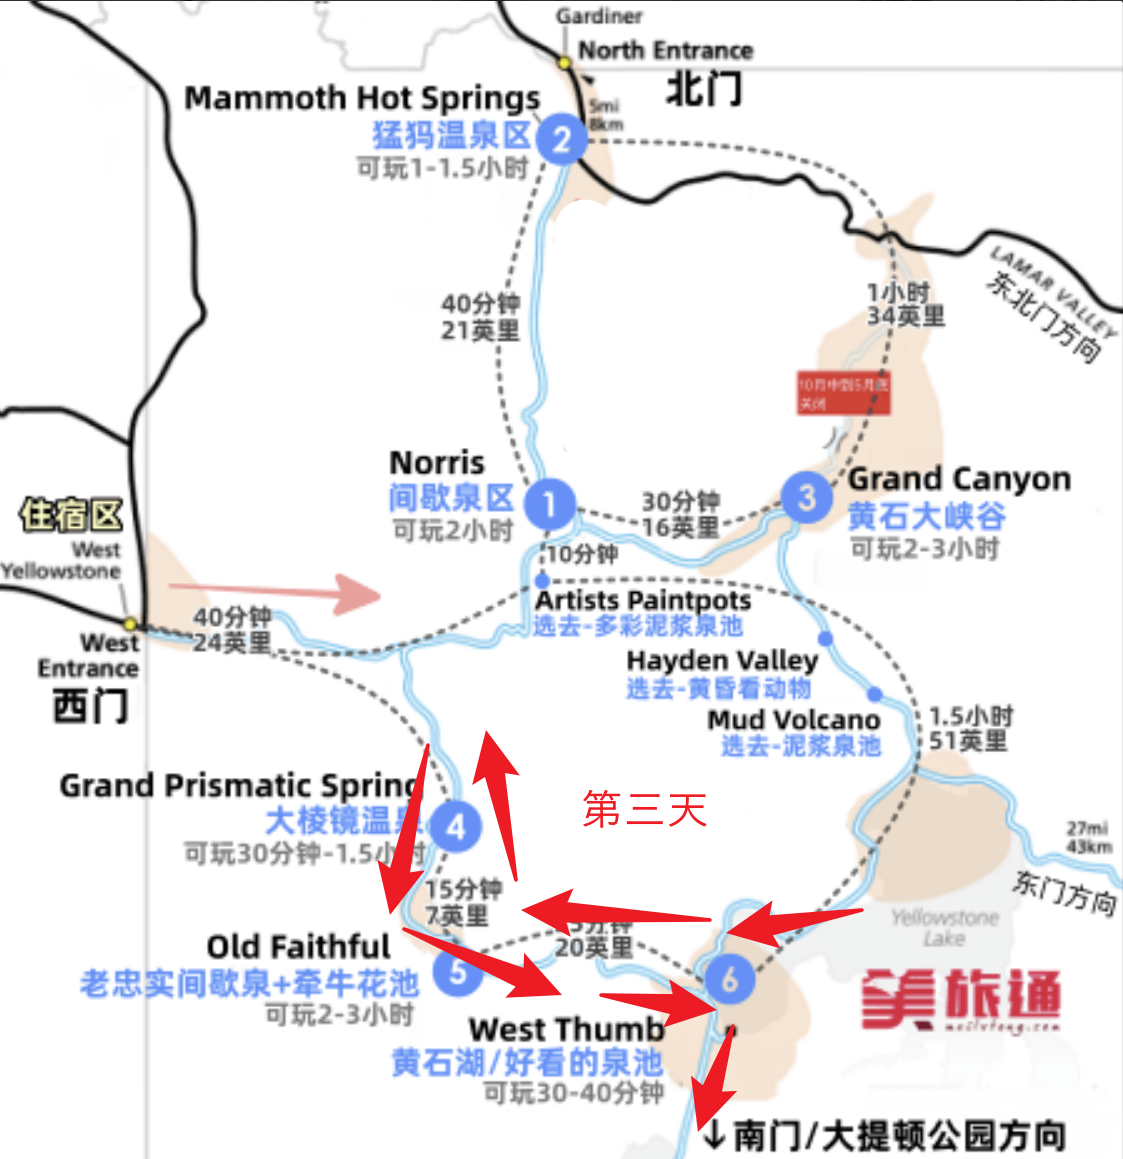 Gardiner
North Entrance
北门
5mi
8km
Mammoth Hot Springs
猛犸温泉区
可玩1-1.5小时
2
LAMAR VALLEY
东北门方向
1小时
34英里
40分钟
21英里
10月中到5月底
关闭
Norris
间歇泉区
可玩2小时
1
30分钟
16英里
3
Grand Canyon
黄石大峡谷
可玩2-3小时
住宿区
West
Yellowstone
10分钟
Artists Paintpots
选去-多彩泥浆泉池
40分钟
24英里
West
Entrance
西门
Hayden Valley
选去-黄昏看动物
Mud Volcano
选去-泥浆泉池
1.5小时
51英里
Grand Prismatic Spring
大棱镜温泉
可玩30分钟-1.5小时
4
第三天
27mi
43km
东门方向
15分钟
7英里
5分钟
20英里
Yellowstone
Lake
Old Faithful
老忠实间歇泉+牵牛花池
可玩2-3小时
5
6
美旅通
West Thumb
黄石湖/好看的泉池
可玩30-40分钟
↓南门/大提顿公园方向